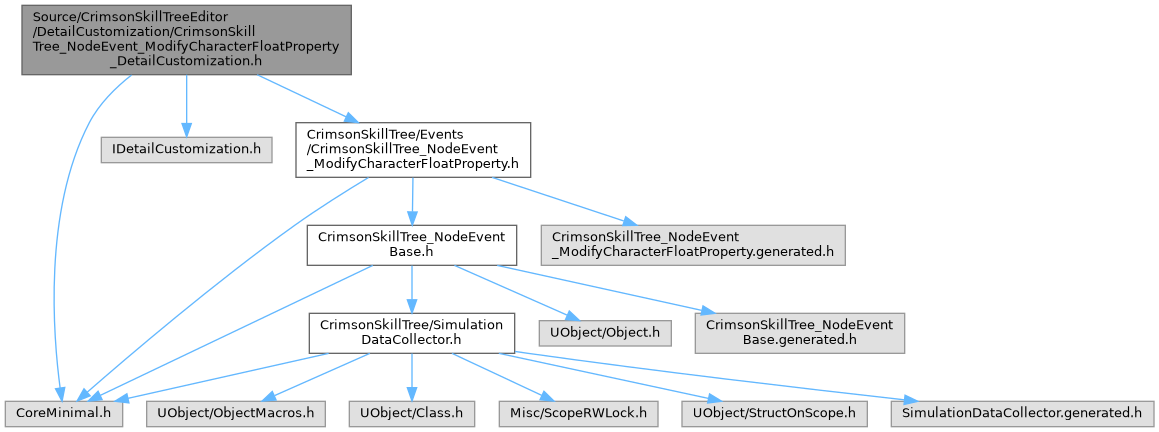 Source/CrimsonSkillTreeEditor
/DetailCustomization/CrimsonSkill
Tree_NodeEvent_ModifyCharacterFloatProperty
_DetailCustomization.h
IDetailCustomization.h
CrimsonSkillTree/Events
/CrimsonSkillTree_NodeEvent
_ModifyCharacterFloatProperty.h
CrimsonSkillTree_NodeEvent
Base.h
CrimsonSkillTree_NodeEvent
_ModifyCharacterFloatProperty.generated.h
CrimsonSkillTree/Simulation
DataCollector.h
UObject/Object.h
CrimsonSkillTree_NodeEvent
Base.generated.h
CoreMinimal.h
UObject/ObjectMacros.h
UObject/Class.h
Misc/ScopeRWLock.h
UObject/StructOnScope.h
SimulationDataCollector.generated.h